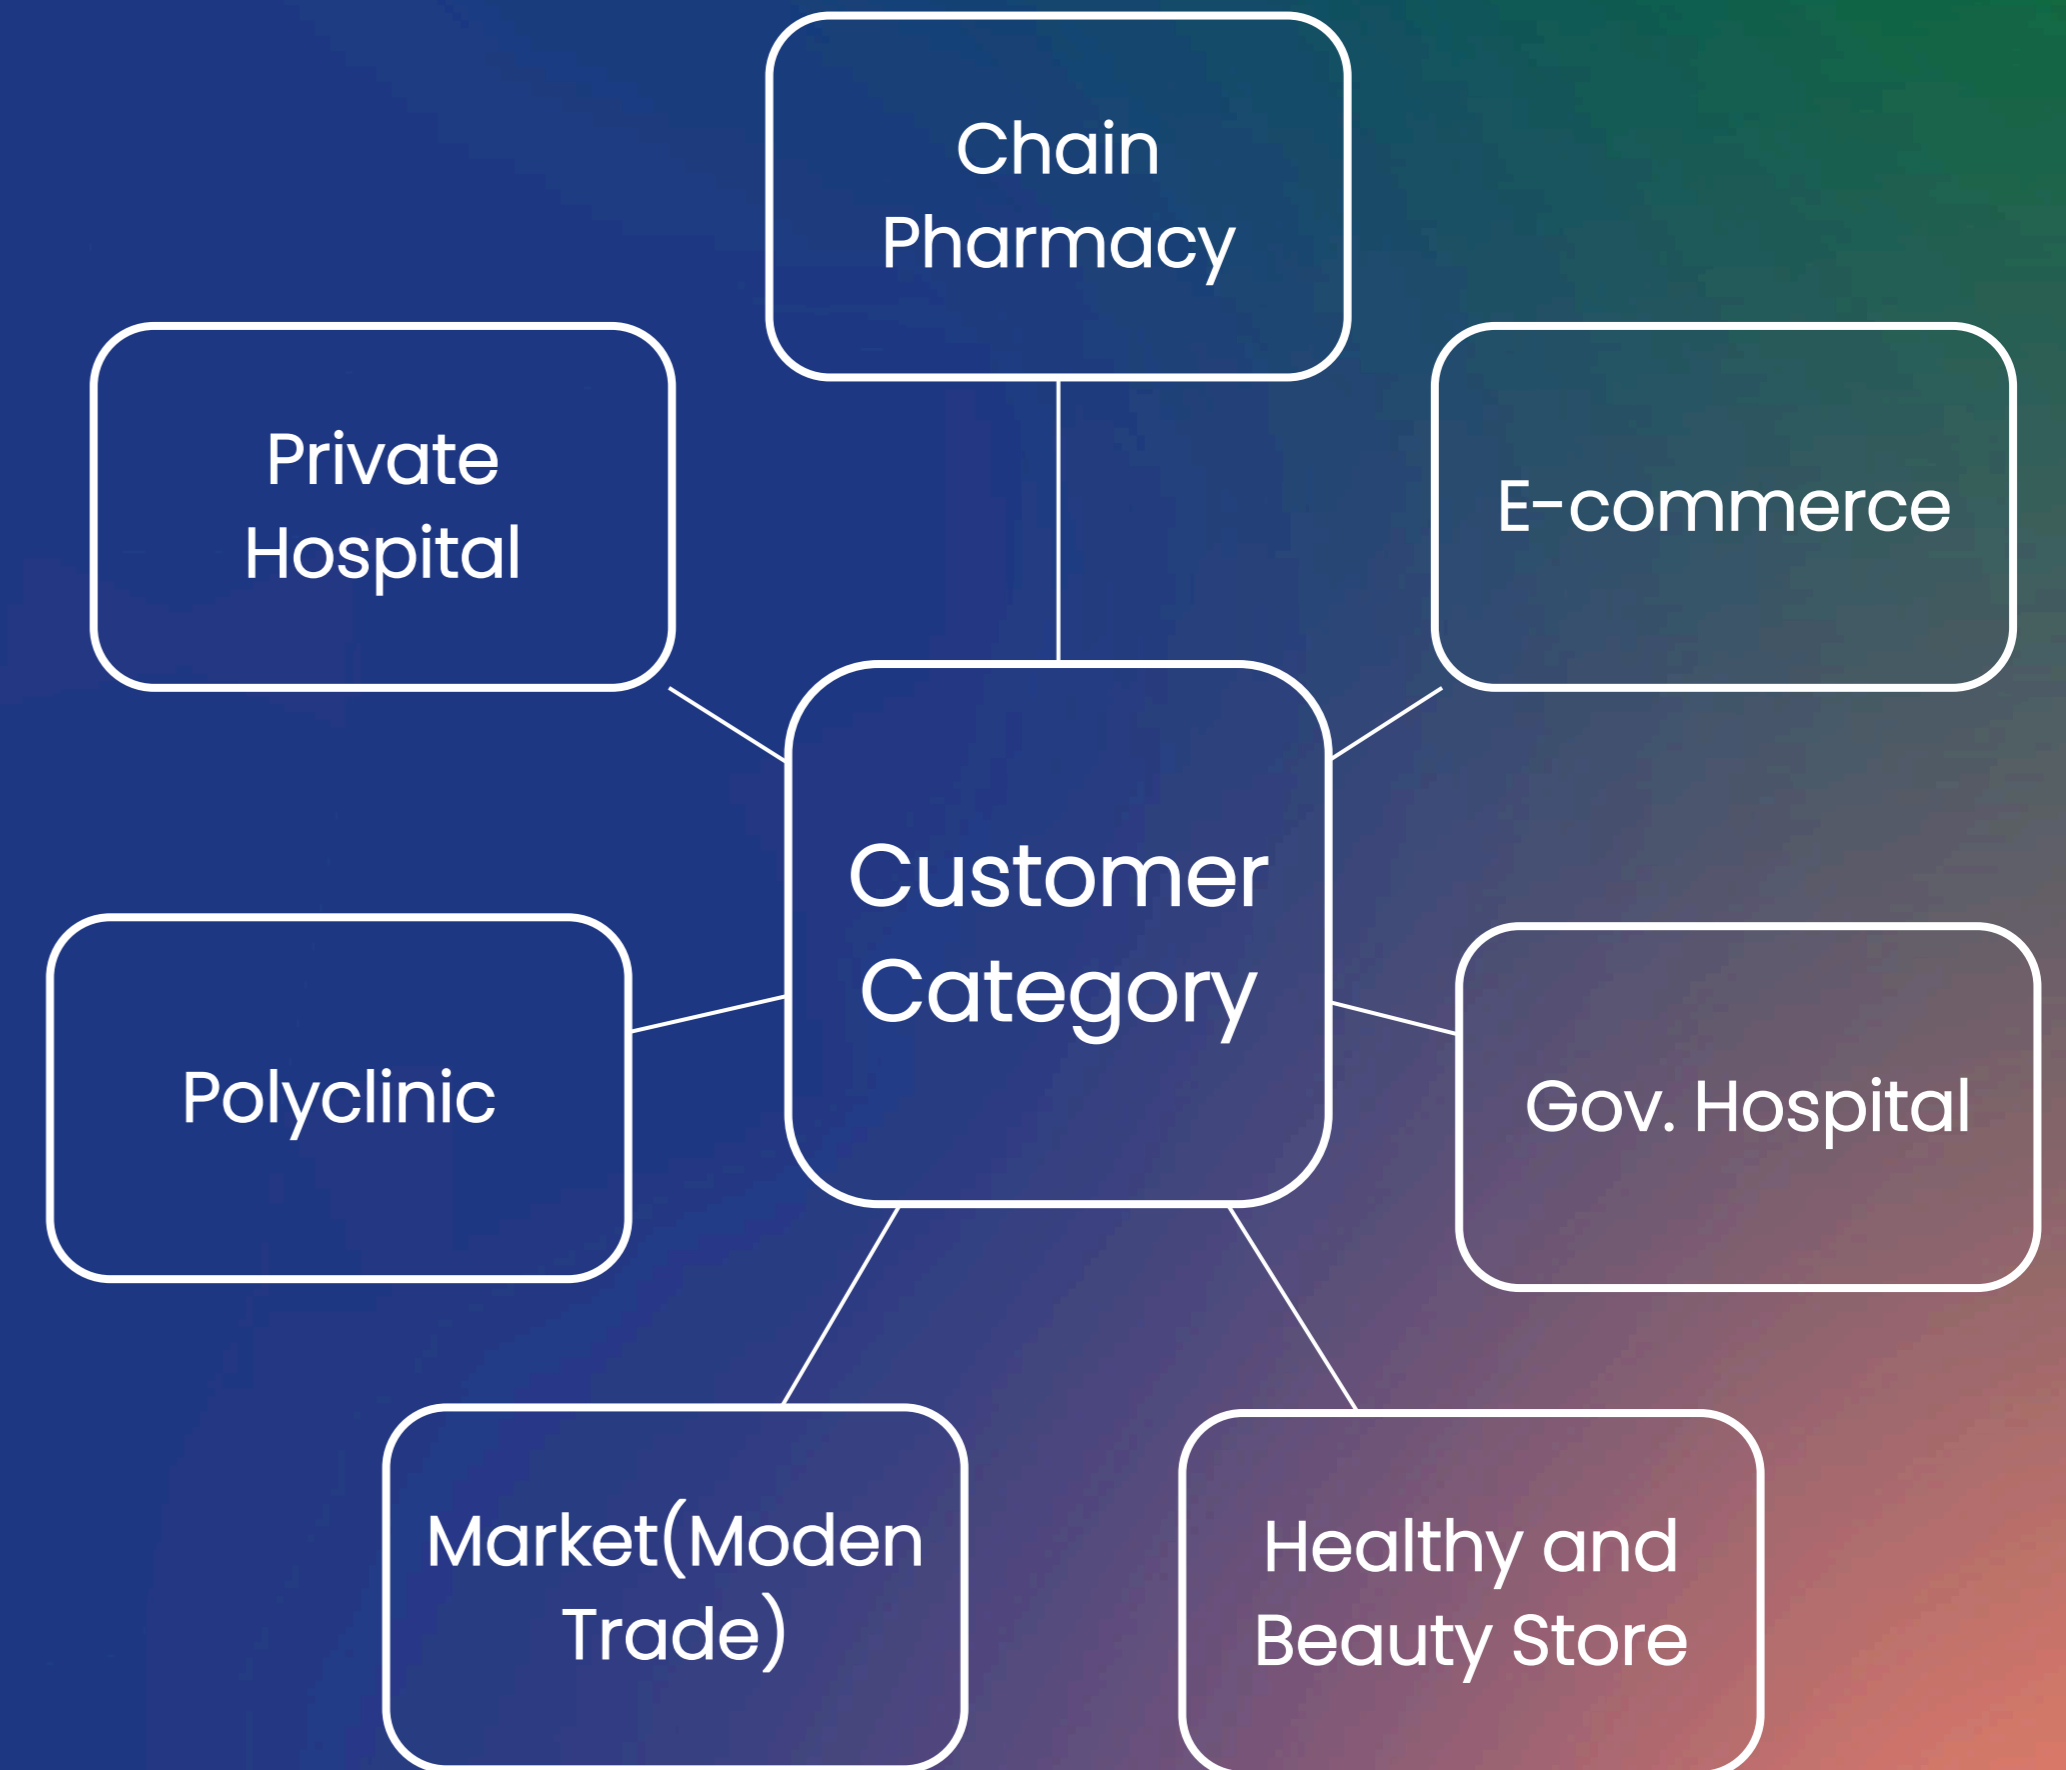 Chain
Pharmacy
Private
Hospital
E-commerce
Customer
Category
Polyclinic
Gov. Hospital
Market(Moden
Trade)
Healthy and
Beauty Store